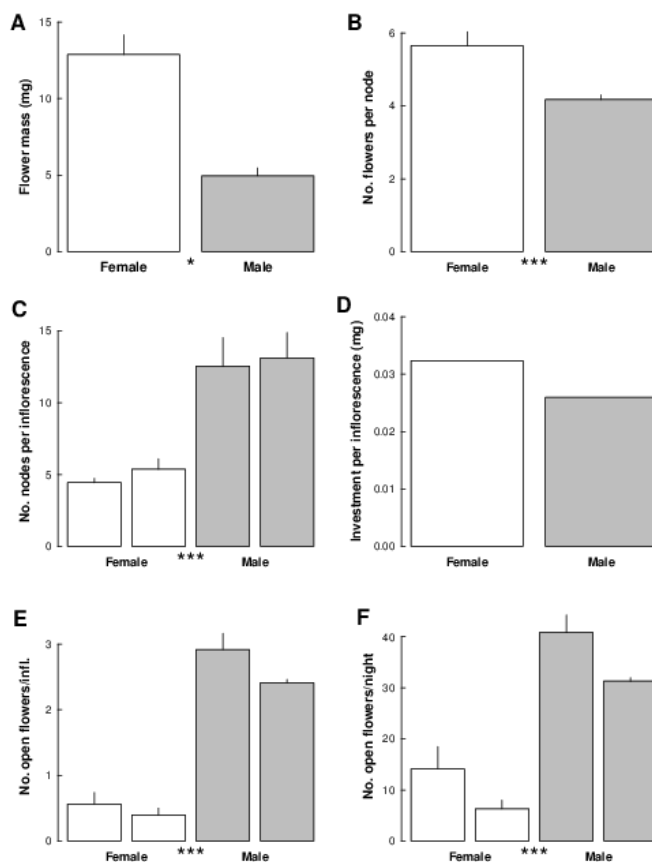 A
Flower mass (mg)
15
10
5
0
Female * Male
B
No. flowers per node
6
4
2
0
Female *** Male
C
No. nodes per inflorescence
15
10
5
0
Female *** Male
D
Investment per inflorescence (mg)
0.04
0.03
0.02
0.01
0.00
Female Male
E
No. open flowers/infl.
3
2
1
0
Female *** Male
F
No. open flowers/night
40
30
20
10
0
Female *** Male